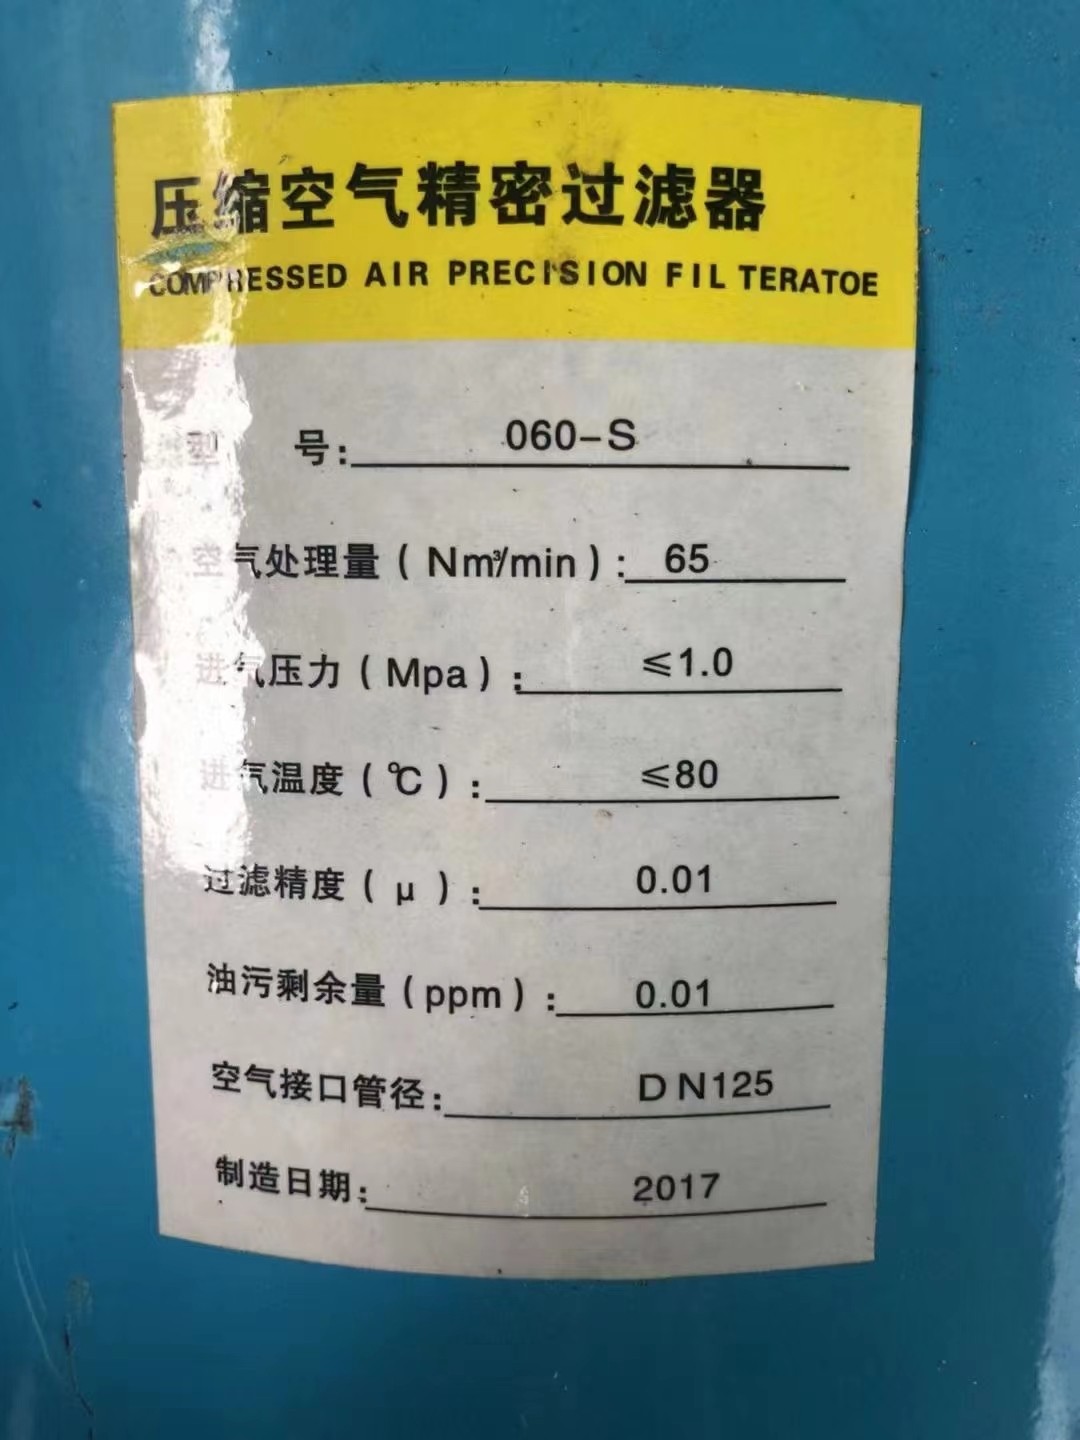 压缩空气精密过滤器
COMPRESSED AIR PRECISION FIL TERATOE
型 号: 060-S
空气处理量(Nm³/min): 65
进气压力(Mpa): ≤1.0
进气温度(℃): ≤80
过滤精度(μ): 0.01
油污剩余量(ppm): 0.01
空气接口管径: DN125
制造日期: 2017